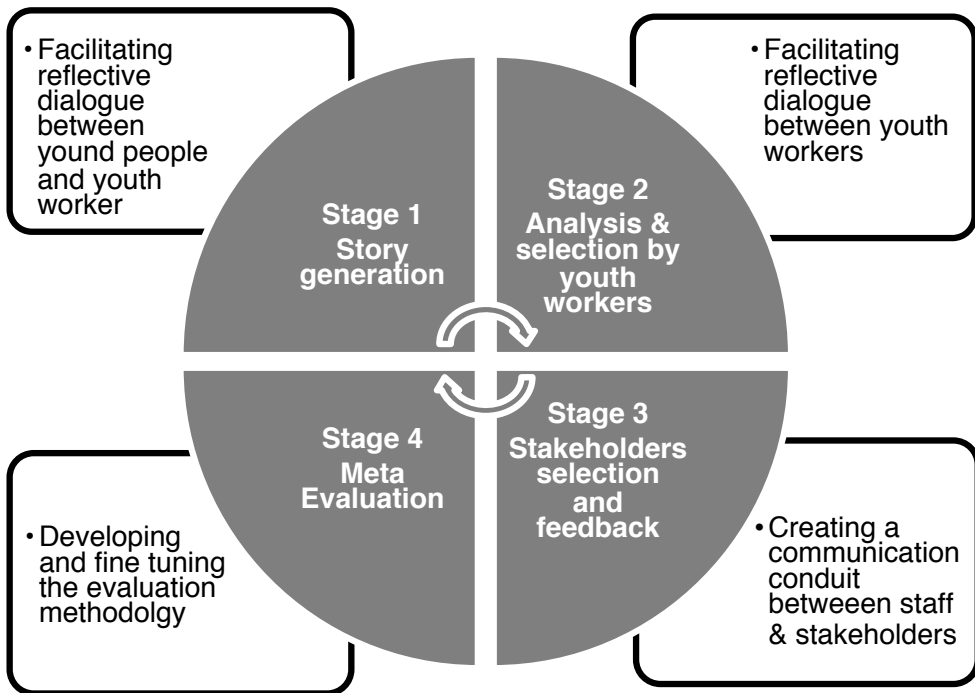 • Facilitating
reflective
dialogue
between
yound people
and youth
worker
Stage 1
Story
generation
• Facilitating
reflective
dialogue
between youth
workers
Stage 2
Analysis &
selection by
youth
workers
Stage 3
Stakeholders
selection
and
feedback
• Creating a
communication
conduit
betweeen staff
& stakeholders
Stage 4
Meta
Evaluation
• Developing
and fine tuning
the evaluation
methodolgy